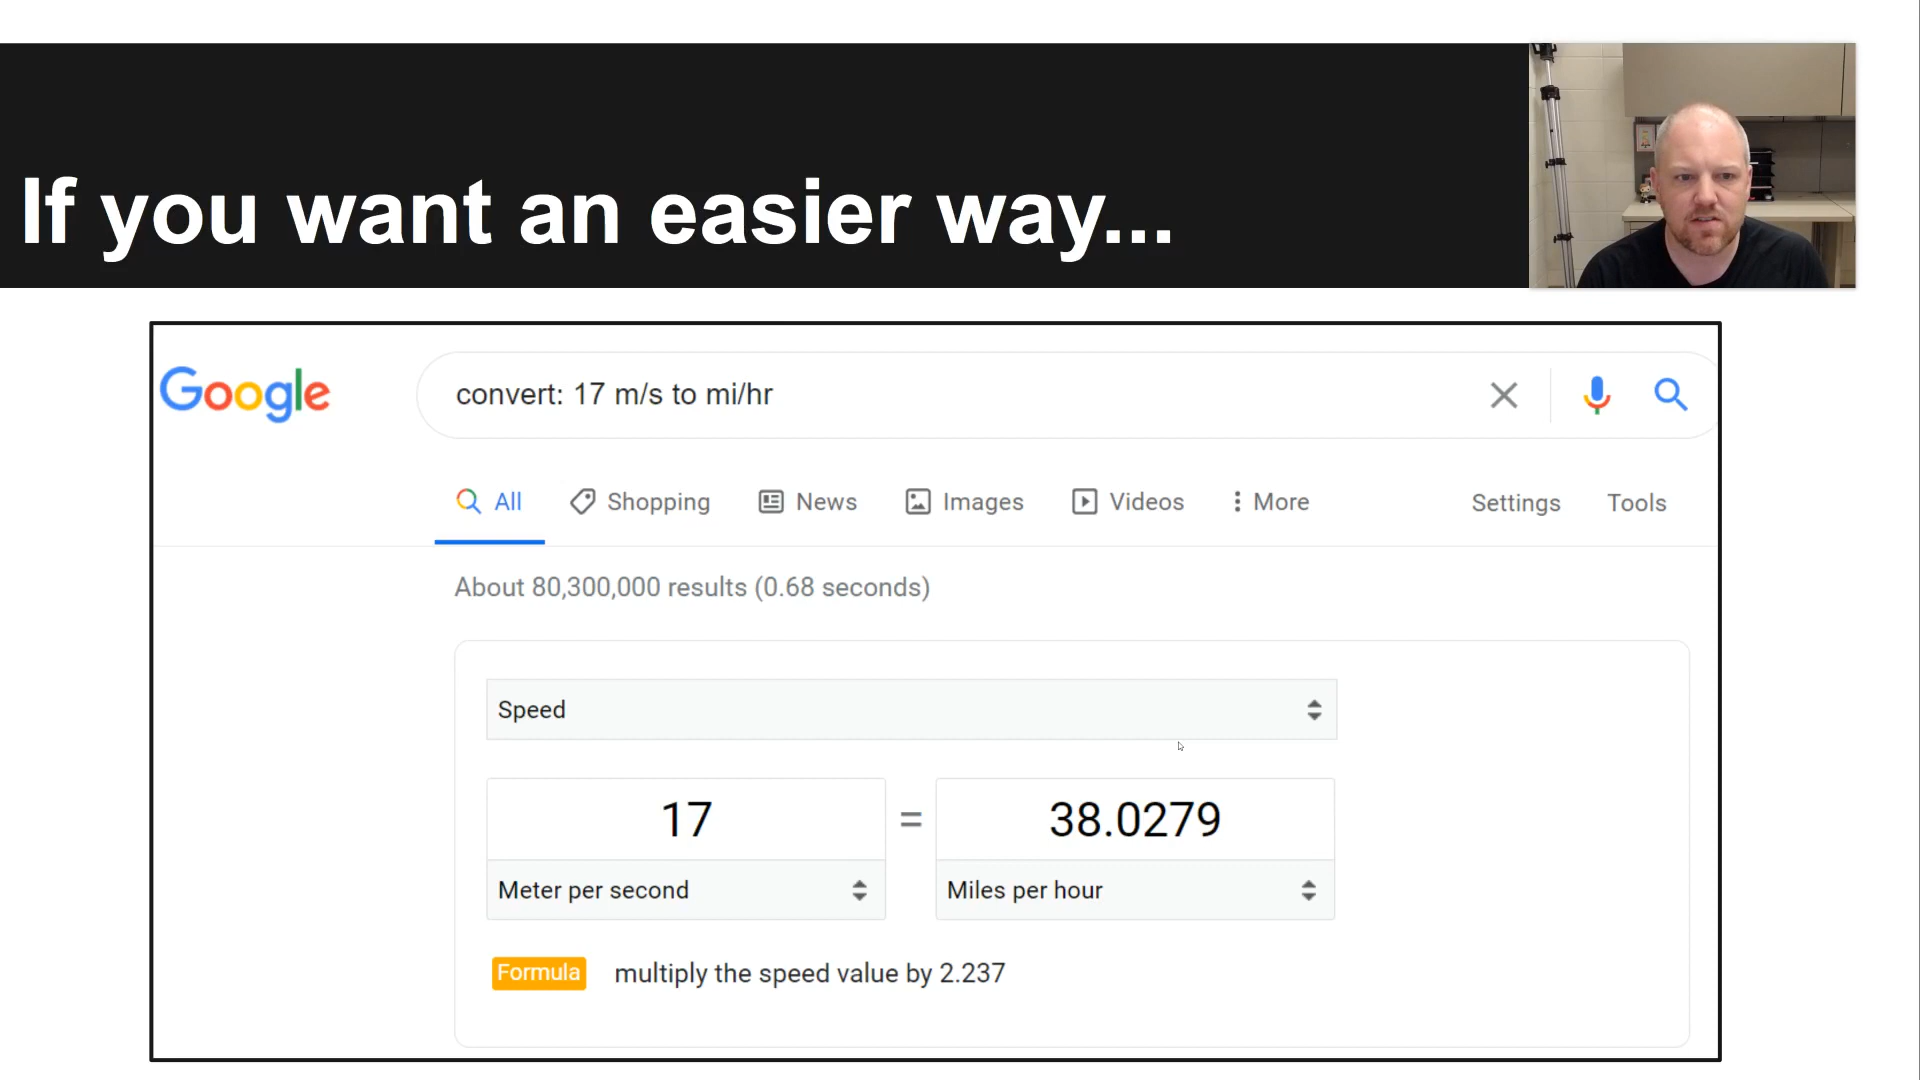 If you want an easier way...
Google
convert: 17 m/s to mi/hr
All Shopping News Images Videos More Settings Tools
About 80,300,000 results (0.68 seconds)
Speed
17 = 38.0279
Meter per second Miles per hour
Formula multiply the speed value by 2.237